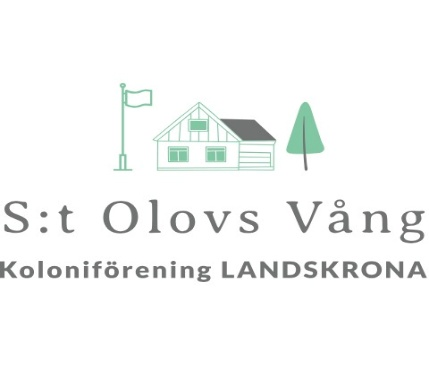 S:t Olovs Vång
Koloniförening LANDSKRONA